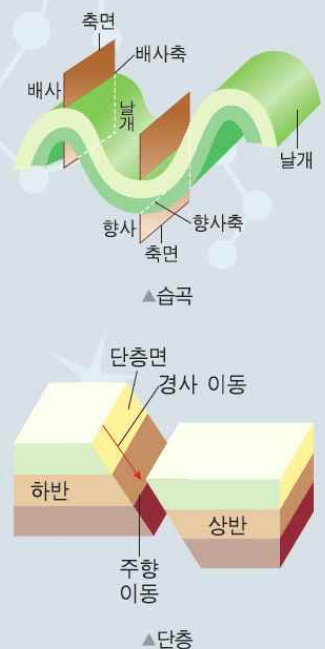 축면
배사축
배사
날개
날개
향사
향사축
축면
▲습곡
단층면
경사 이동
하반
상반
주향
이동
▲단층